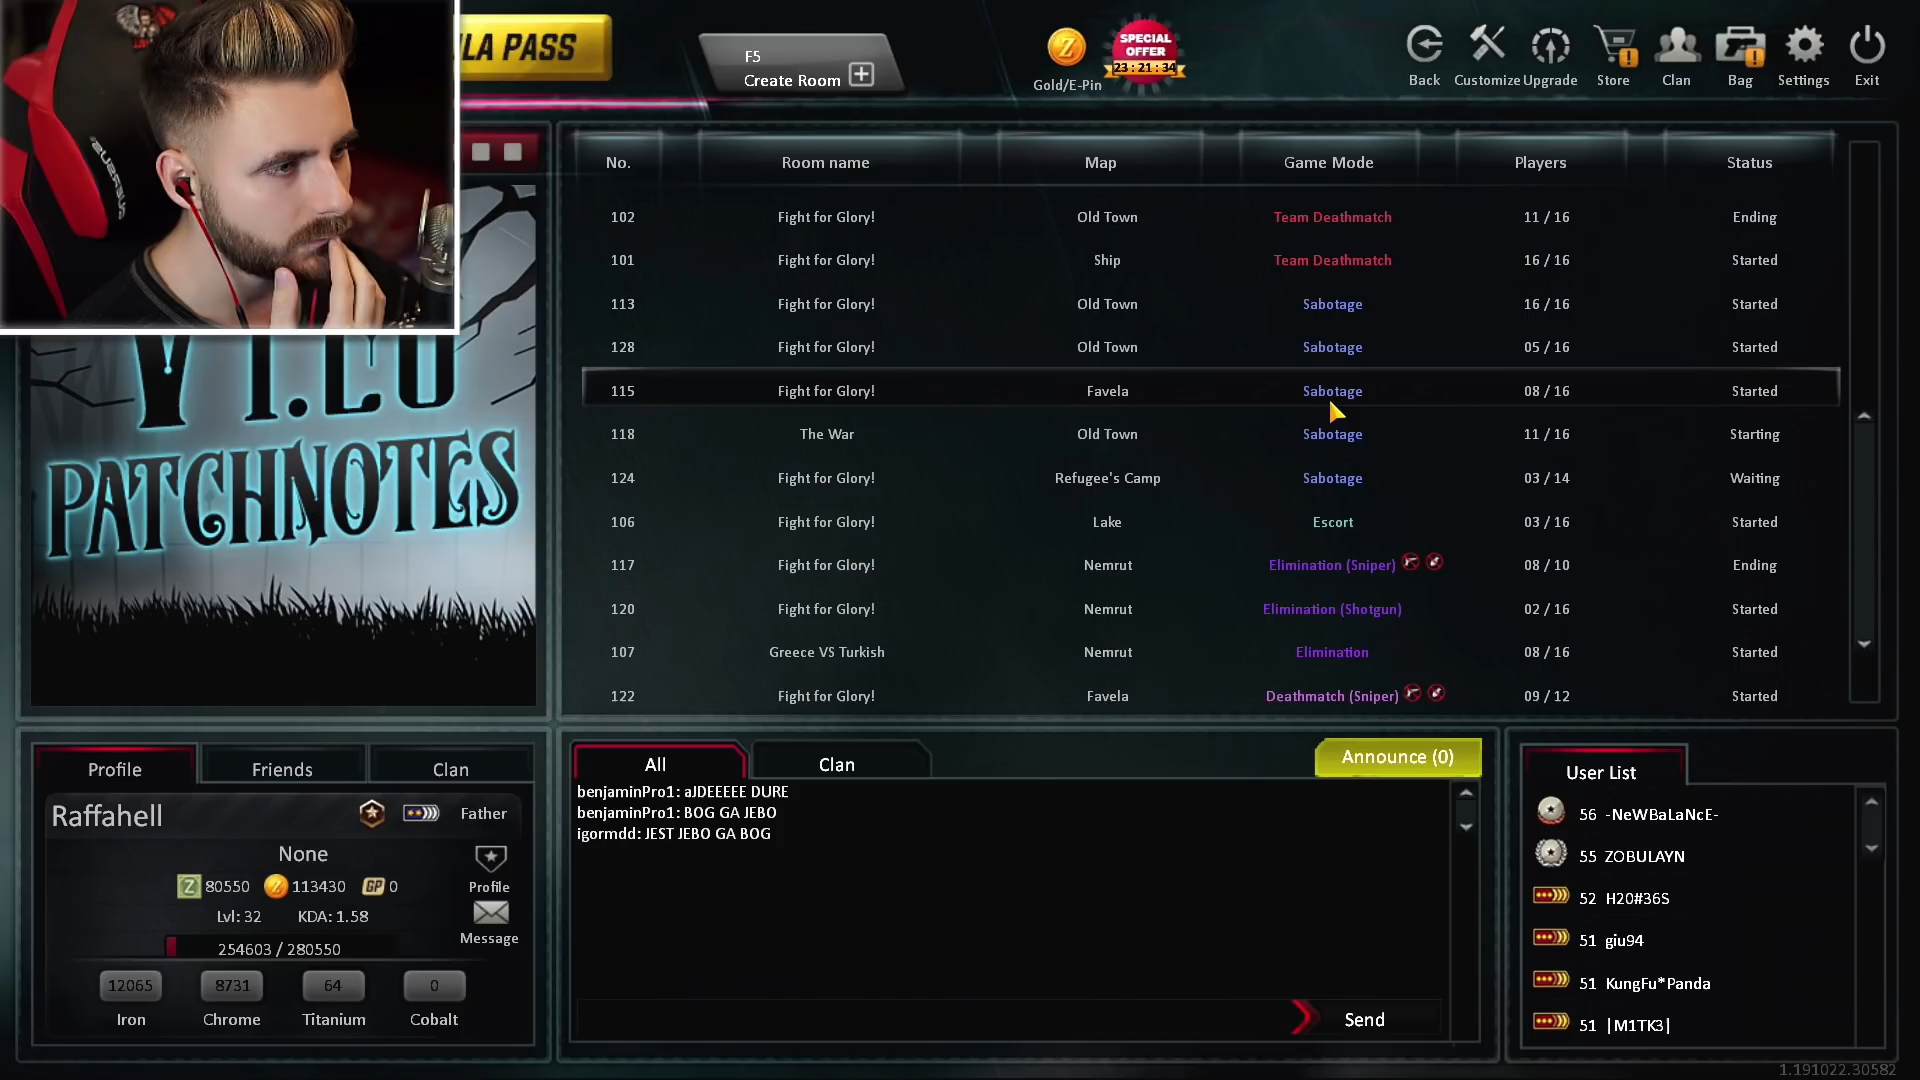 LA PASS
F5
Create Room
Gold/E-Pin
SPECIAL
OFFER
23:21:34
Back
Customize
Upgrade
Store
Clan
Bag
Settings
Exit
No. Room name Map Game Mode Players Status
102 Fight for Glory! Old Town Team Deathmatch 11 / 16 Ending
101 Fight for Glory! Ship Team Deathmatch 16 / 16 Started
113 Fight for Glory! Old Town Sabotage 16 / 16 Started
128 Fight for Glory! Old Town Sabotage 05 / 16 Started
115 Fight for Glory! Favela Sabotage 08 / 16 Started
118 The War Old Town Sabotage 11 / 16 Starting
124 Fight for Glory! Refugee's Camp Sabotage 03 / 14 Waiting
106 Fight for Glory! Lake Escort 03 / 16 Started
117 Fight for Glory! Nemrut Elimination (Sniper) 08 / 10 Ending
120 Fight for Glory! Nemrut Elimination (Shotgun) 02 / 16 Started
107 Greece VS Turkish Nemrut Elimination 08 / 16 Started
122 Fight for Glory! Favela Deathmatch (Sniper) 09 / 12 Started
PATCHNOTES
Profile Friends Clan
Raffahell Father
None
Z 80550 Z 113430 GP 0
Profile
Lvl: 32 KDA: 1.58
Message
254603 / 280550
12065 8731 64 0
Iron Chrome Titanium Cobalt
All Clan
Announce (0)
benjaminPro1: aJDEEEEE DURE
benjaminPro1: BOG GA JEBO
igormdd: JEST JEBO GA BOG
Send
User List
56 -NeWBaLaNcE-
55 ZOBULAYN
52 H20#36S
51 giu94
51 KungFu*Panda
51 |M1TK3|
1.191022.30582